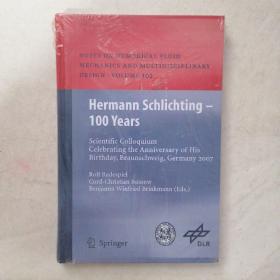 NOTES ON NUMERICAL FLUID
MECHANICS AND MULTIDISCIPLINARY
DESIGN · VOLUME 102
Hermann Schlichting –
100 Years
Scientific Colloquium
Celebrating the Anniversary of His
Birthday, Braunschweig, Germany 2007
Rolf Radespiel
Cord-Christian Rossow
Benjamin Winfried Brinkmann (Eds.)
Springer
DLR